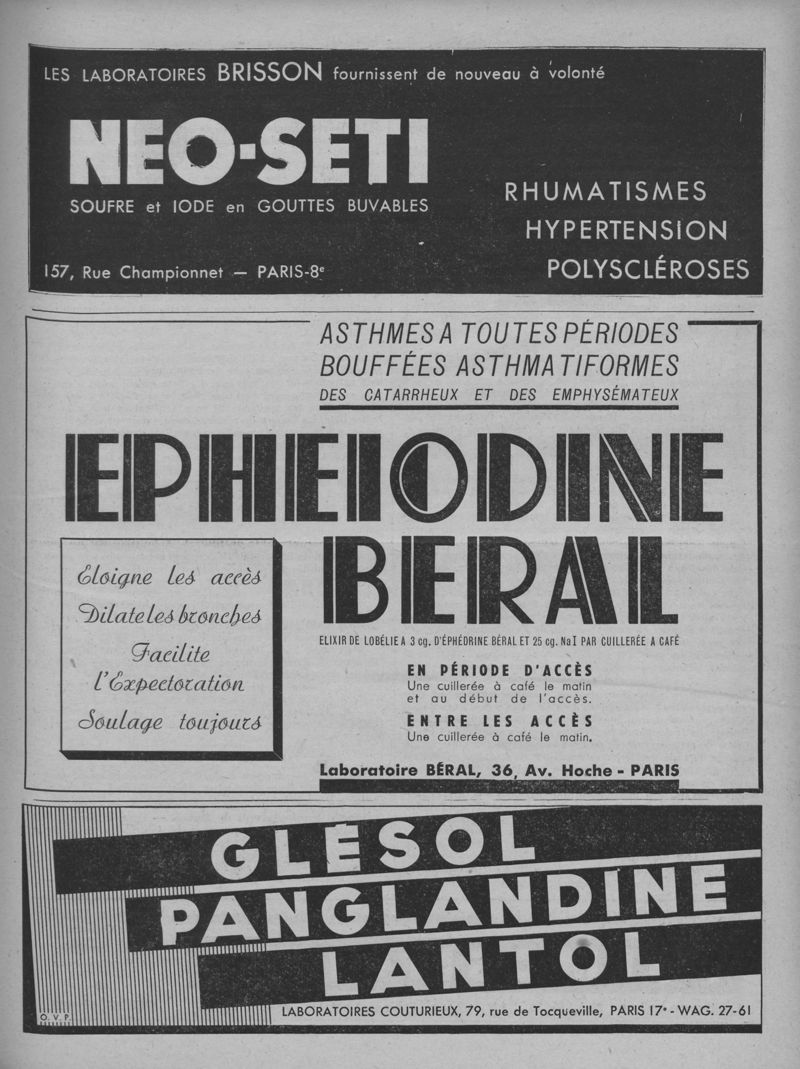 LES LABORATOIRES BRISSON fournissent de nouveau à volonté
NEO-SETI
SOUFRE et IODE en GOUTTES BUVABLES
RHUMATISMES
HYPERTENSION
POLYSCLÉROSES
157, Rue Championnet — PARIS-8e
ASTHMES A TOUTES PÉRIODES
BOUFFÉES ASTHMATIFORMES
DES CATARRHEUX ET DES EMPHYSÉMATEUX
EPHEIODINE
BERAL
Eloigne les accès
Dilate les bronches
Facilite
l'Expectoration
Soulage toujours
ELIXIR DE LOBÉLIE A 3 cg. D'ÉPHÉDRINE BÉRAL ET 25 cg. NaI PAR CUILLERÉE A CAFÉ
EN PÉRIODE D'ACCÈS
Une cuillerée à café le matin
et au début de l'accès.
ENTRE LES ACCÈS
Une cuillerée à café le matin.
Laboratoire BÉRAL, 36, Av. Hoche - PARIS
GLÉSOL
PANGLANDINE
LANTOL
O.V.P.
LABORATOIRES COUTURIEUX, 79, rue de Tocqueville, PARIS 17e - WAG. 27-61